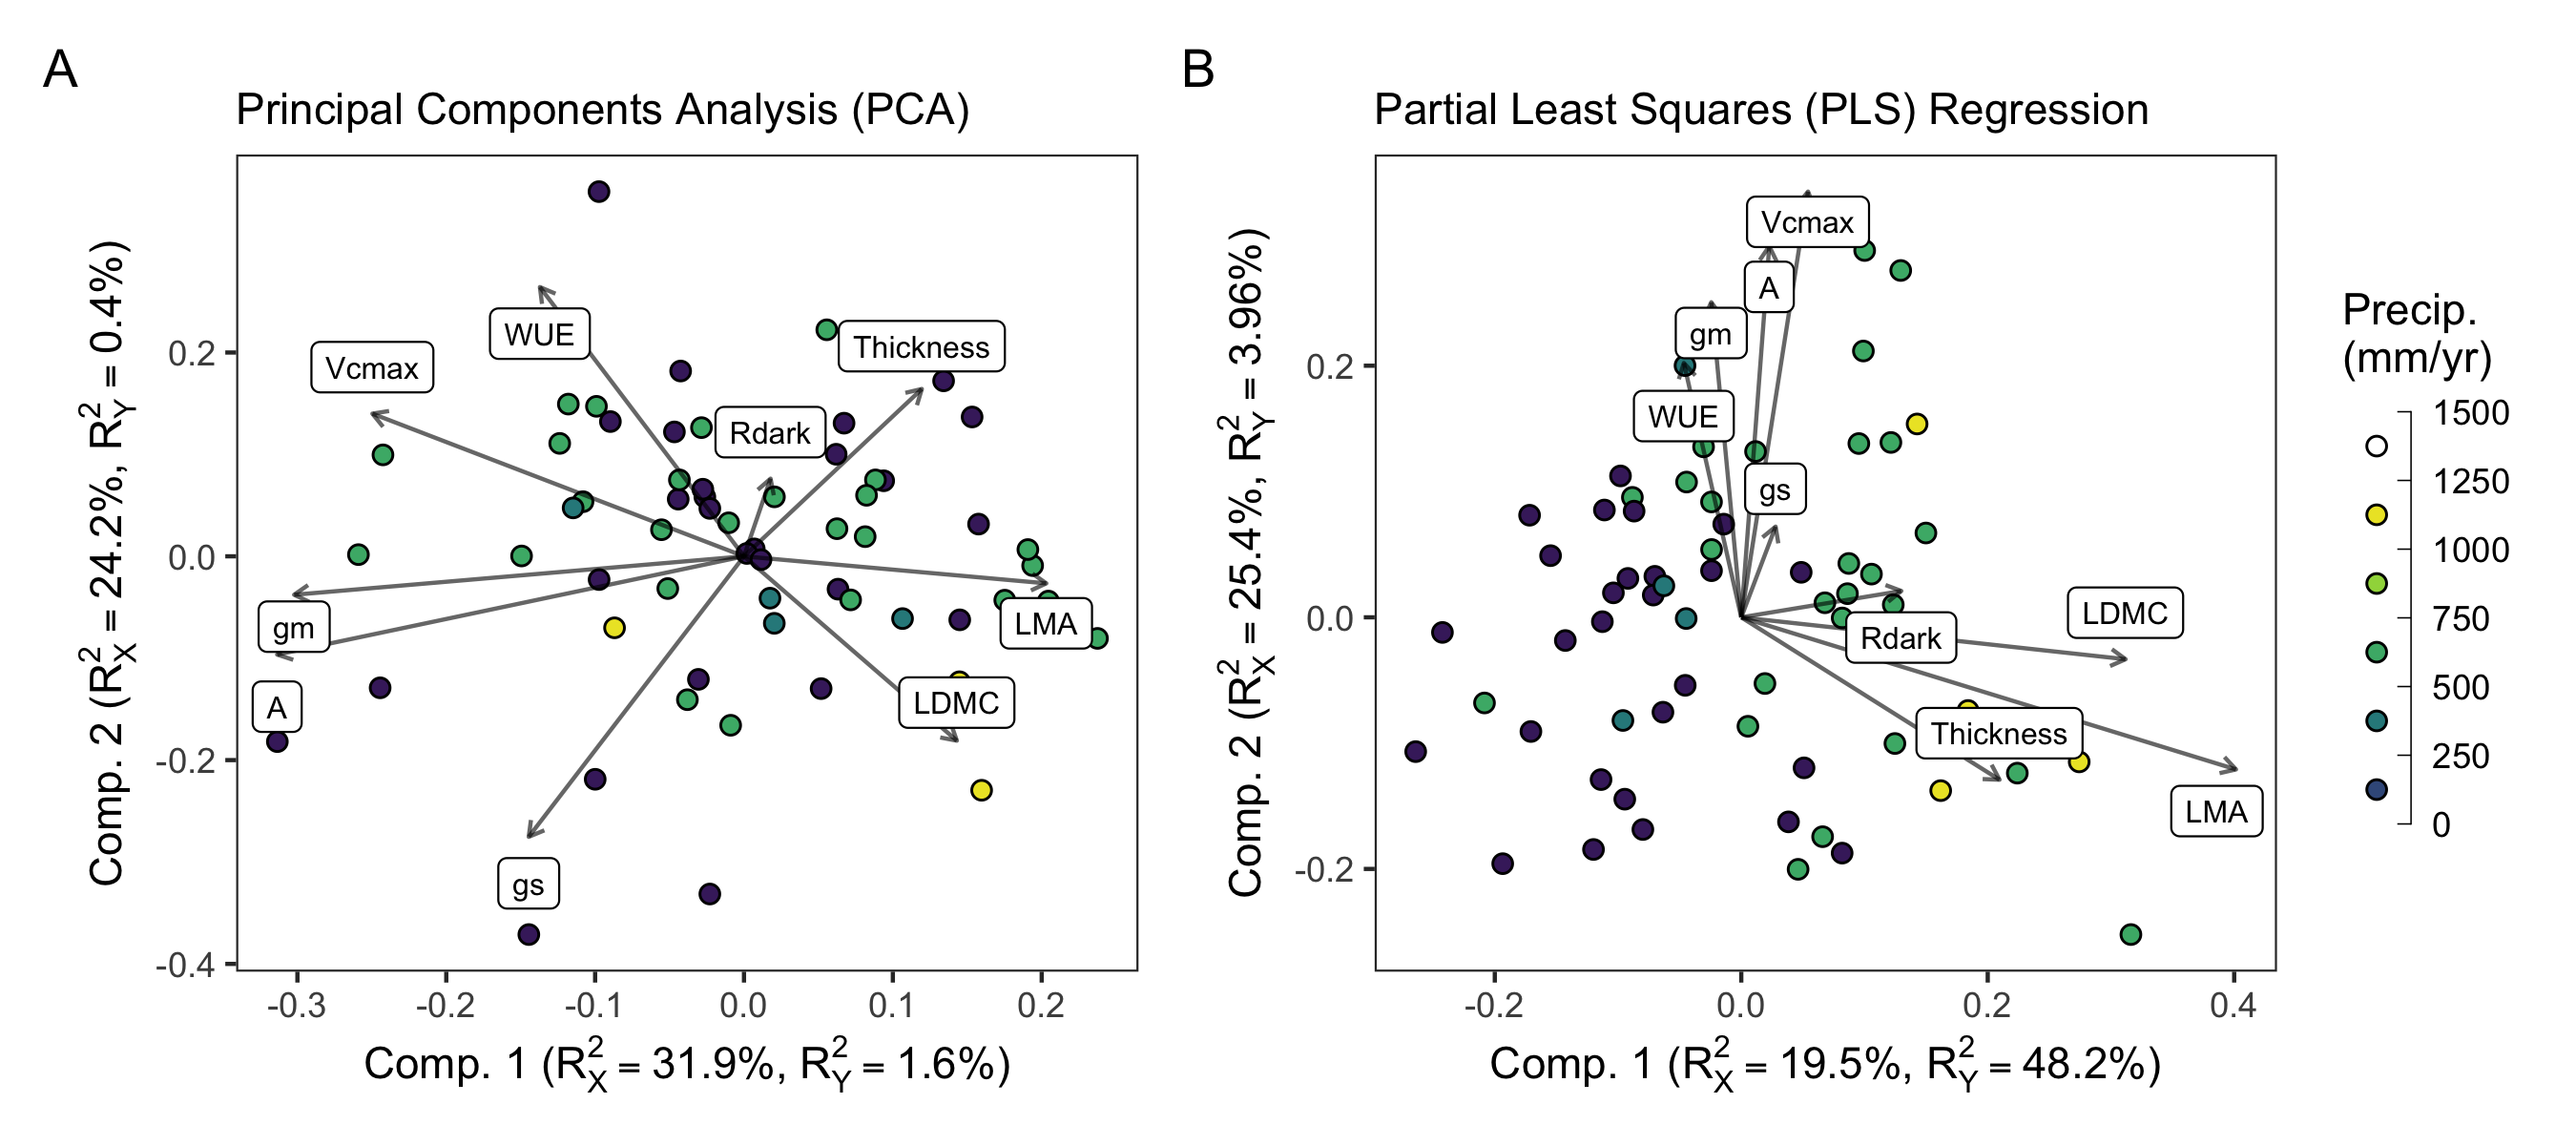 A
Principal Components Analysis (PCA)
Comp. 2 (R²X = 24.2%, R²Y = 0.4%)
0.2
0.0
-0.2
-0.4
WUE
Vcmax
Thickness
Rdark
gm
LMA
A
LDMC
gs
-0.3 -0.2 -0.1 0.0 0.1 0.2
Comp. 1 (R²X = 31.9%, R²Y = 1.6%)
B
Partial Least Squares (PLS) Regression
Comp. 2 (R²X = 25.4%, R²Y = 3.96%)
0.2
0.0
-0.2
Vcmax
A
gm
WUE
gs
LDMC
Rdark
Thickness
LMA
-0.2 0.0 0.2 0.4
Comp. 1 (R²X = 19.5%, R²Y = 48.2%)
Precip.
(mm/yr)
1500
1250
1000
750
500
250
0